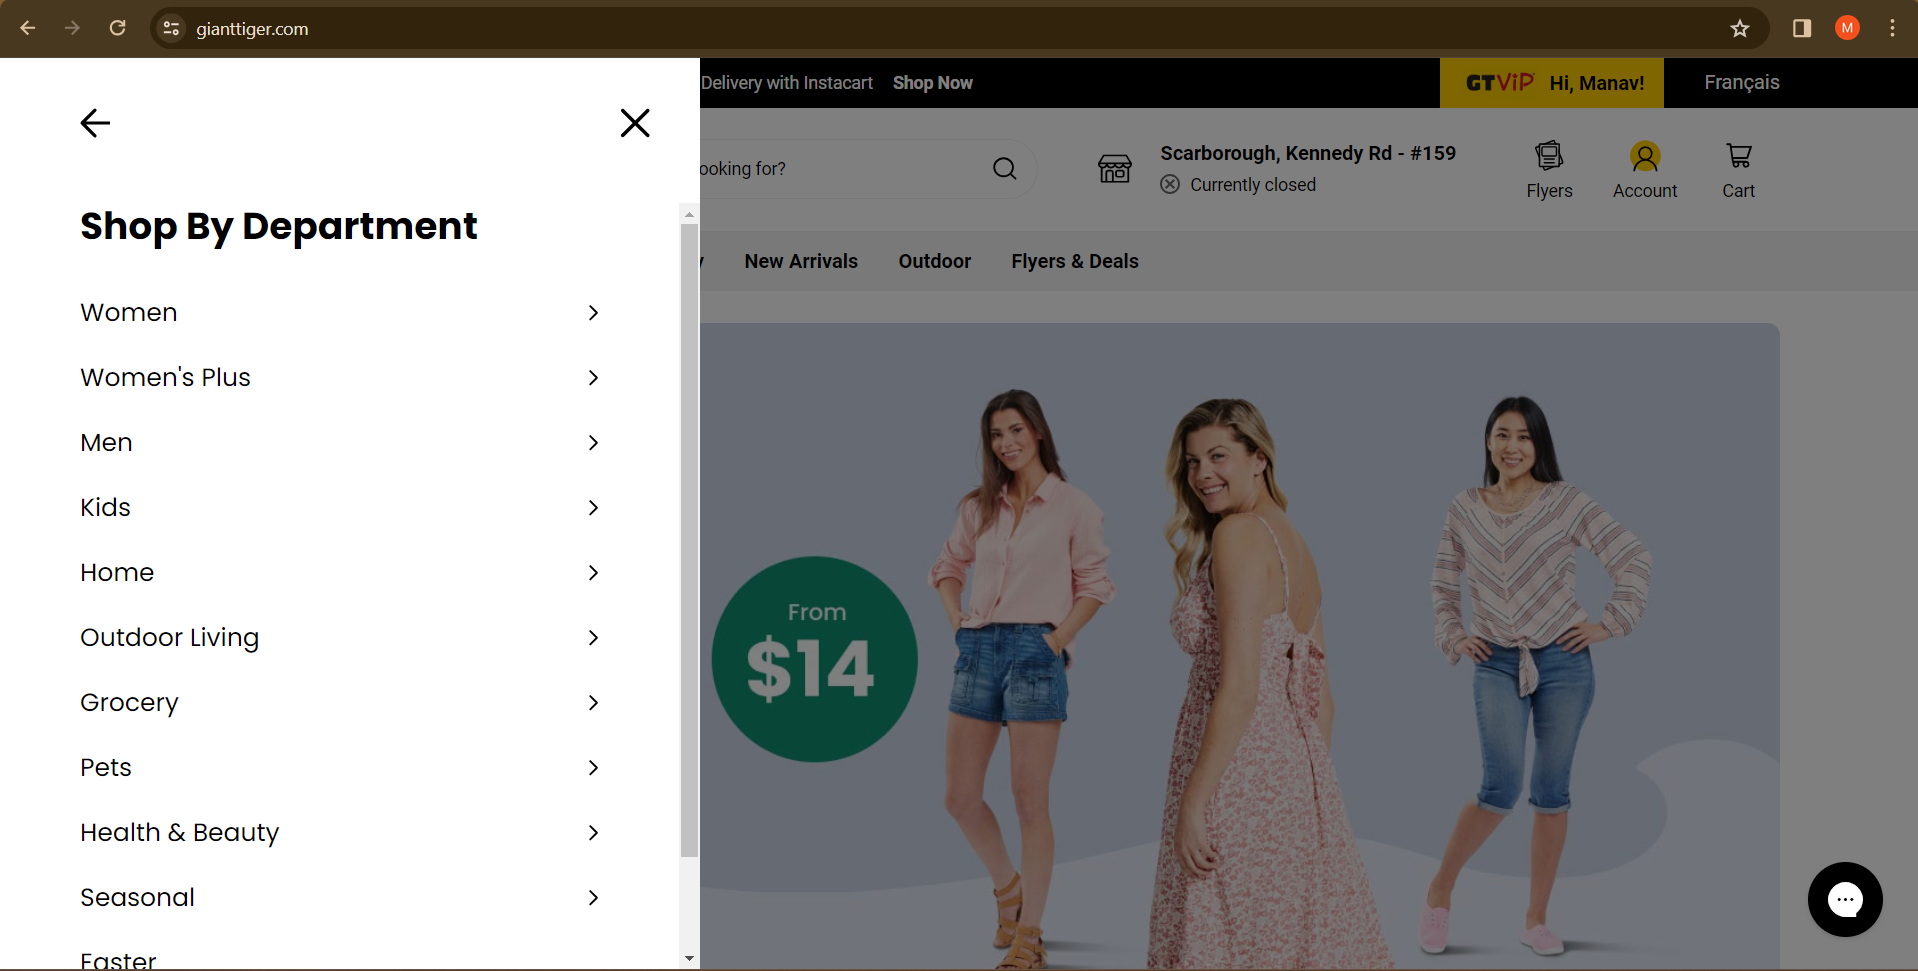 gianttiger.com
M
Delivery with Instacart Shop Now
GTVIP Hi, Manav!
Français
ooking for?
Scarborough, Kennedy Rd - #159
Currently closed
Flyers
Account
Cart
New Arrivals
Outdoor
Flyers & Deals
Shop By Department
Women
Women's Plus
Men
Kids
Home
Outdoor Living
Grocery
Pets
Health & Beauty
Seasonal
Easter
From
$14